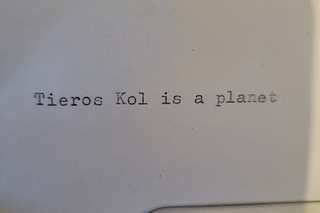 Tieros Kol is a planet